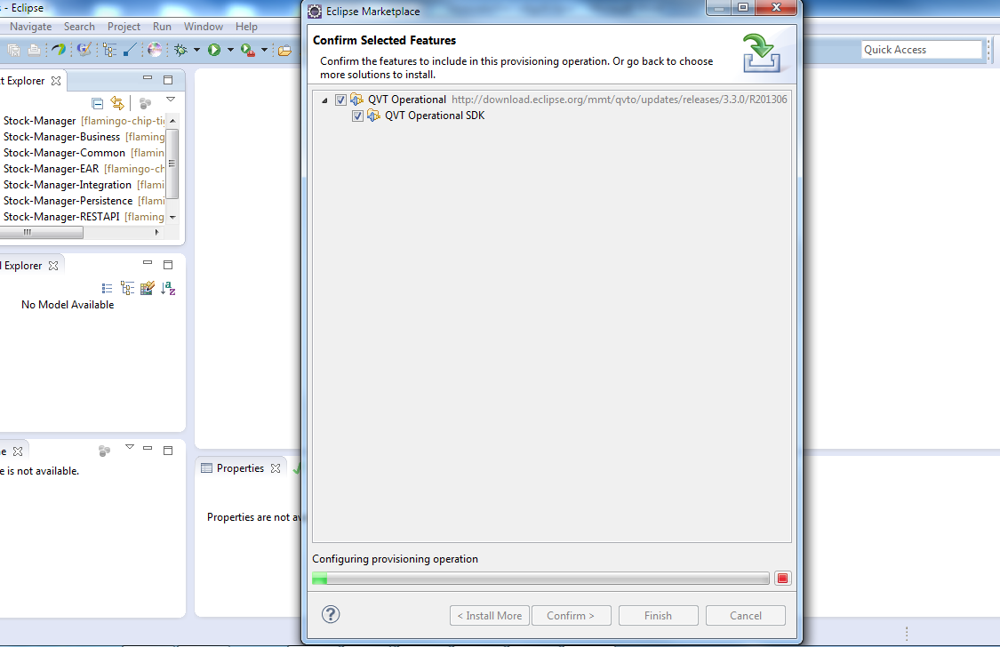 s - Eclipse
Navigate Search Project Run Window Help
Quick Access
ct Explorer
Stock-Manager [flamingo-chip-ti
Stock-Manager-Business [flaming
Stock-Manager-Common [flamin
Stock-Manager-EAR [flamingo-ch
Stock-Manager-Integration [flami
Stock-Manager-Persistence [flami
Stock-Manager-RESTAPI [flaming
l Explorer
No Model Available
ne
e is not available.
Properties
Properties are not av
Eclipse Marketplace
Confirm Selected Features
Confirm the features to include in this provisioning operation. Or go back to choose
more solutions to install.
QVT Operational http://download.eclipse.org/mmt/qvto/updates/releases/3.3.0/R201306
QVT Operational SDK
Configuring provisioning operation
< Install More Confirm > Finish Cancel